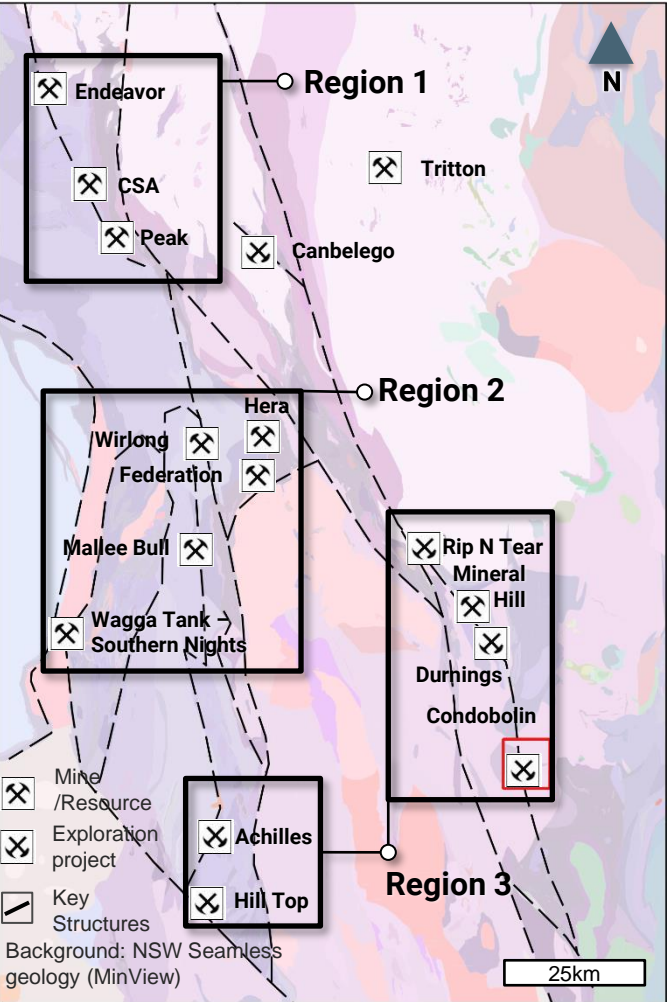 Region 1
N
Endeavor
Tritton
CSA
Peak
Canbelego
Region 2
Hera
Wirlong
Federation
Rip N Tear
Mallee Bull
Mineral
Hill
Wagga Tank –
Southern Nights
Durnings
Condobolin
Mine
/Resource
Exploration
project
Achilles
Region 3
Key
Structures
Hill Top
Background: NSW Seamless
geology (MinView)
25km